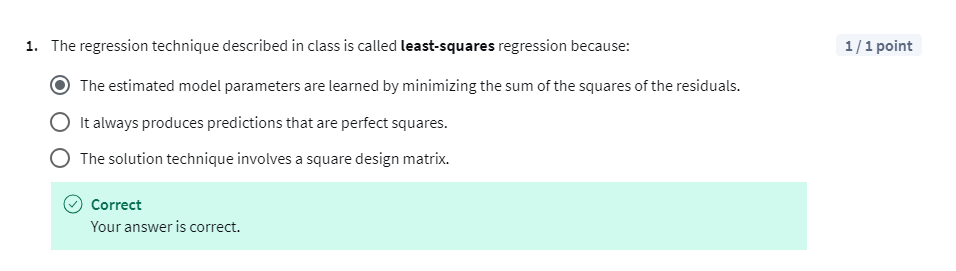 1. The regression technique described in class is called least-squares regression because:
1 / 1 point
The estimated model parameters are learned by minimizing the sum of the squares of the residuals.
It always produces predictions that are perfect squares.
The solution technique involves a square design matrix.
Correct
Your answer is correct.